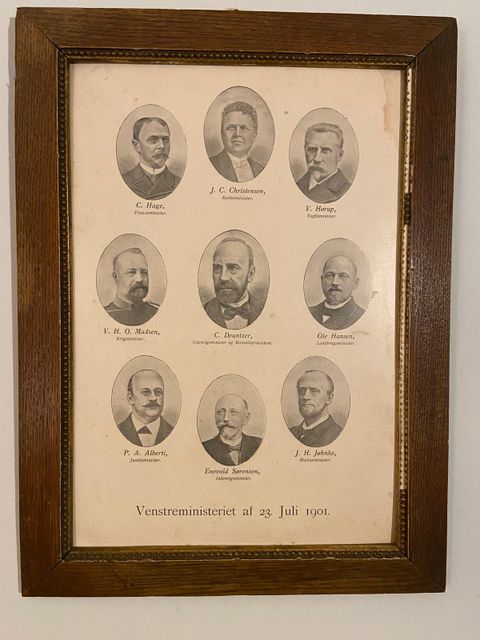 C. Hage,
Finansminister.
J. C. Christensen,
Kultusminister.
V. Hørup,
Trafikminister.
V. H. O. Madsen,
Krigsminister.
C. Deuntzer,
Udenrigsminister og Konseilspræsident.
Ole Hansen,
Landbrugsminister.
P. A. Alberti,
Justitsminister.
Enevold Sørensen,
Indenrigsminister.
J. H. Jøhnke,
Marineminister.
Venstreministeriet af 23. Juli 1901.